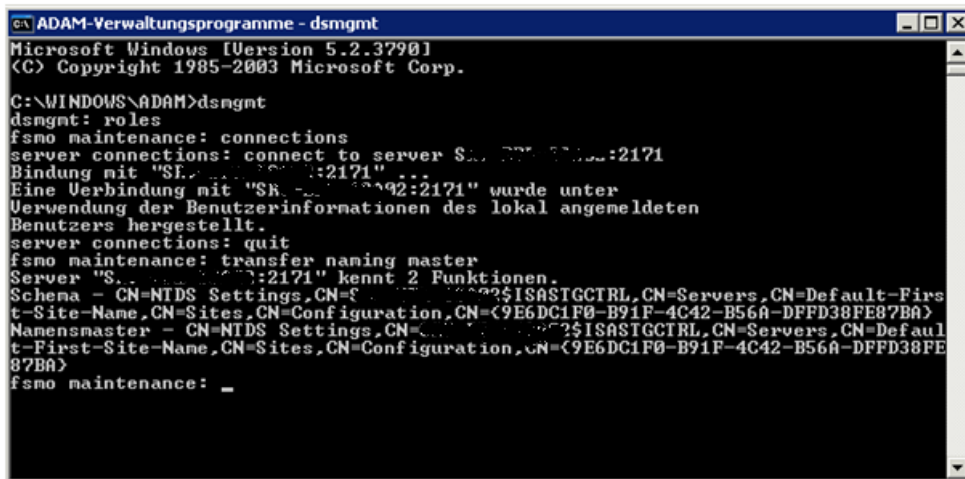 ADAM-Verwaltungsprogramme - dsmgmt
Microsoft Windows [Version 5.2.3790]
(C) Copyright 1985-2003 Microsoft Corp.
C:\WINDOWS\ADAM>dsmgmt
dsmgmt: roles
fsmo maintenance: connections
server connections: connect to server :2171
Bindung mit ":2171" ...
Eine Verbindung mit ":2171" wurde unter
Verwendung der Benutzerinformationen des lokal angemeldeten
Benutzers hergestellt.
server connections: quit
fsmo maintenance: transfer naming master
Server ":2171" kennt 2 Funktionen.
Schema - CN=NTDS Settings,CN=$ISASTGCTRL,CN=Servers,CN=Default-Firs
t-Site-Name,CN=Sites,CN=Configuration,CN={9E6DC1F0-B91F-4C42-B56A-DFFD38FE87BA}
Namensmaster - CN=NTDS Settings,CN=$ISASTGCTRL,CN=Servers,CN=Defaul
t-First-Site-Name,CN=Sites,CN=Configuration,CN={9E6DC1F0-B91F-4C42-B56A-DFFD38FE
87BA}
fsmo maintenance: _